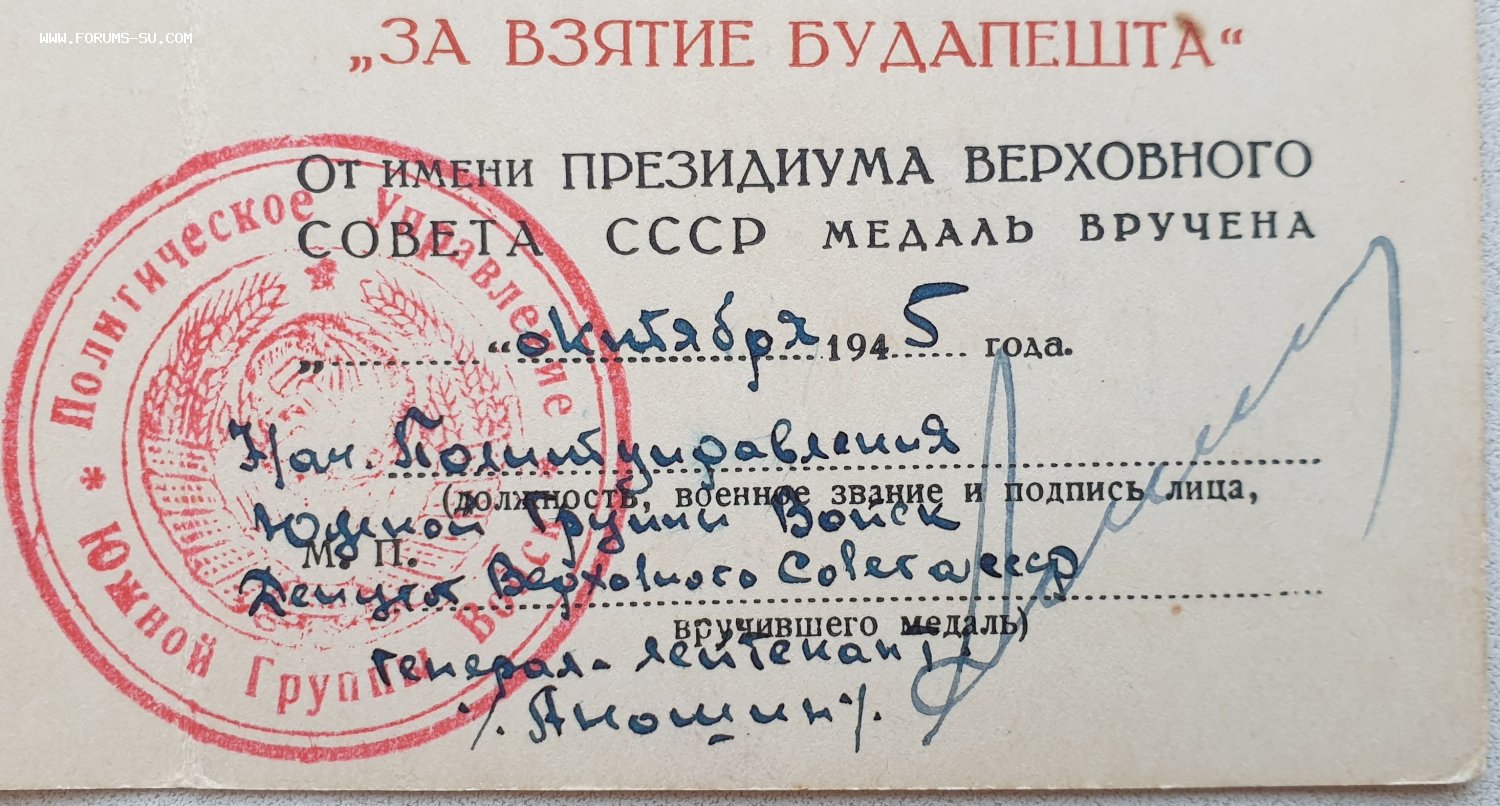 WWW.FORUMS-SU.COM
„ЗА ВЗЯТИЕ БУДАПЕШТА“
ОТ ИМЕНИ ПРЕЗИДИУМА ВЕРХОВНОГО
СОВЕТА СССР МЕДАЛЬ ВРУЧЕНА
„..........“ октября 1945 года.
Нач. Политуправления
(должность, военное звание и подпись лица,
Южной Группы Войск
М. П.
Депутат Верховного Совета СССР
вручившего медаль)
генерал-лейтенант
/. Аношин /.
Политическое Управление
* Южной Группы Войск *